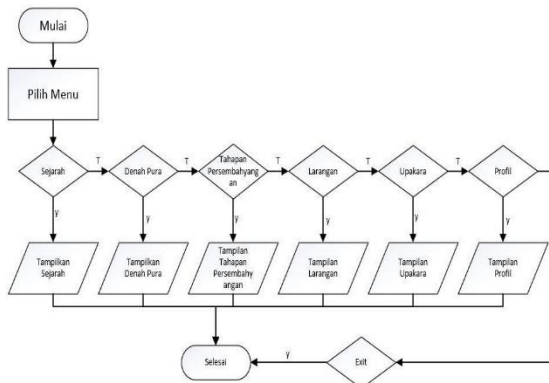 Mulai
Pilih Menu
Sejarah
T
Denah Pura
T
Tahapan
Persembahyang
an
T
Larangan
T
Upakara
T
Profil
y
y
y
y
y
y
Tampilkan
Sejarah
Tampilkan
Denah Pura
Tampilan
Tahapan
Persembahy
angan
Tampilan
Larangan
Tampilan
Upakara
Tampilan
Profil
Selesai
y
Exit